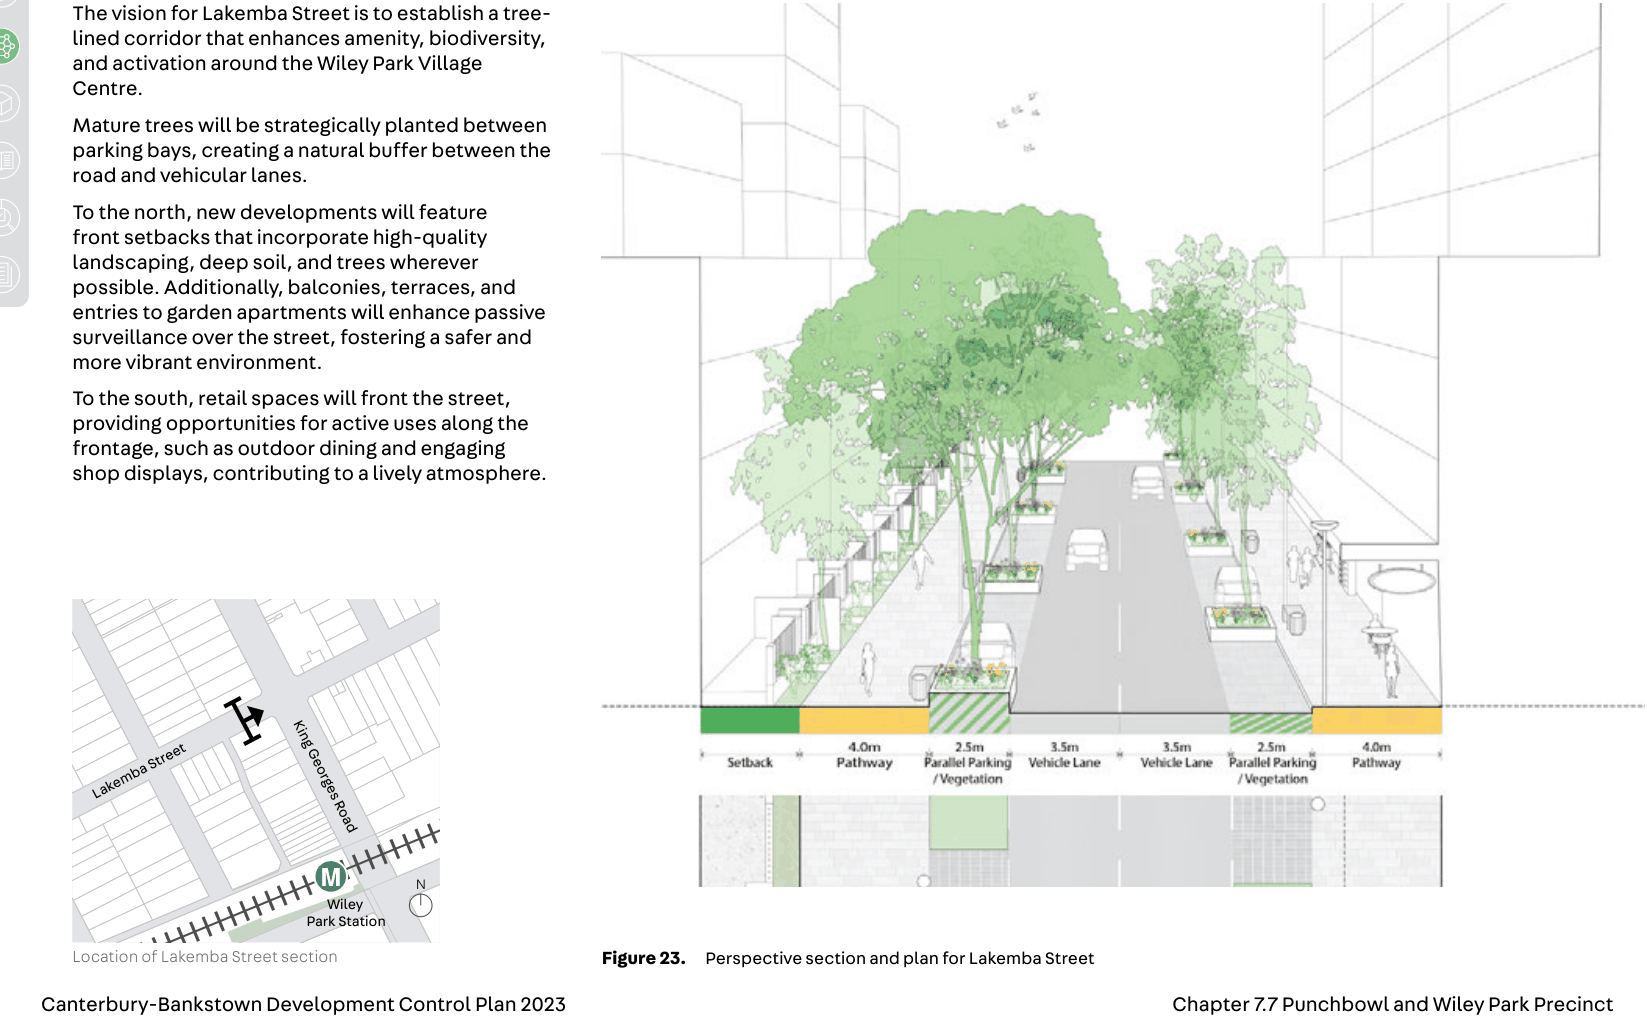 The vision for Lakemba Street is to establish a tree-
lined corridor that enhances amenity, biodiversity,
and activation around the Wiley Park Village
Centre.
Mature trees will be strategically planted between
parking bays, creating a natural buffer between the
road and vehicular lanes.
To the north, new developments will feature
front setbacks that incorporate high-quality
landscaping, deep soil, and trees wherever
possible. Additionally, balconies, terraces, and
entries to garden apartments will enhance passive
surveillance over the street, fostering a safer and
more vibrant environment.
To the south, retail spaces will front the street,
providing opportunities for active uses along the
frontage, such as outdoor dining and engaging
shop displays, contributing to a lively atmosphere.
Lakemba Street
King Georges Road
M
Wiley
Park Station
N
Location of Lakemba Street section
Setback
4.0m
Pathway
2.5m
Parallel Parking
/ Vegetation
3.5m
Vehicle Lane
3.5m
Vehicle Lane
2.5m
Parallel Parking
/ Vegetation
4.0m
Pathway
Figure 23. Perspective section and plan for Lakemba Street
Canterbury-Bankstown Development Control Plan 2023
Chapter 7.7 Punchbowl and Wiley Park Precinct